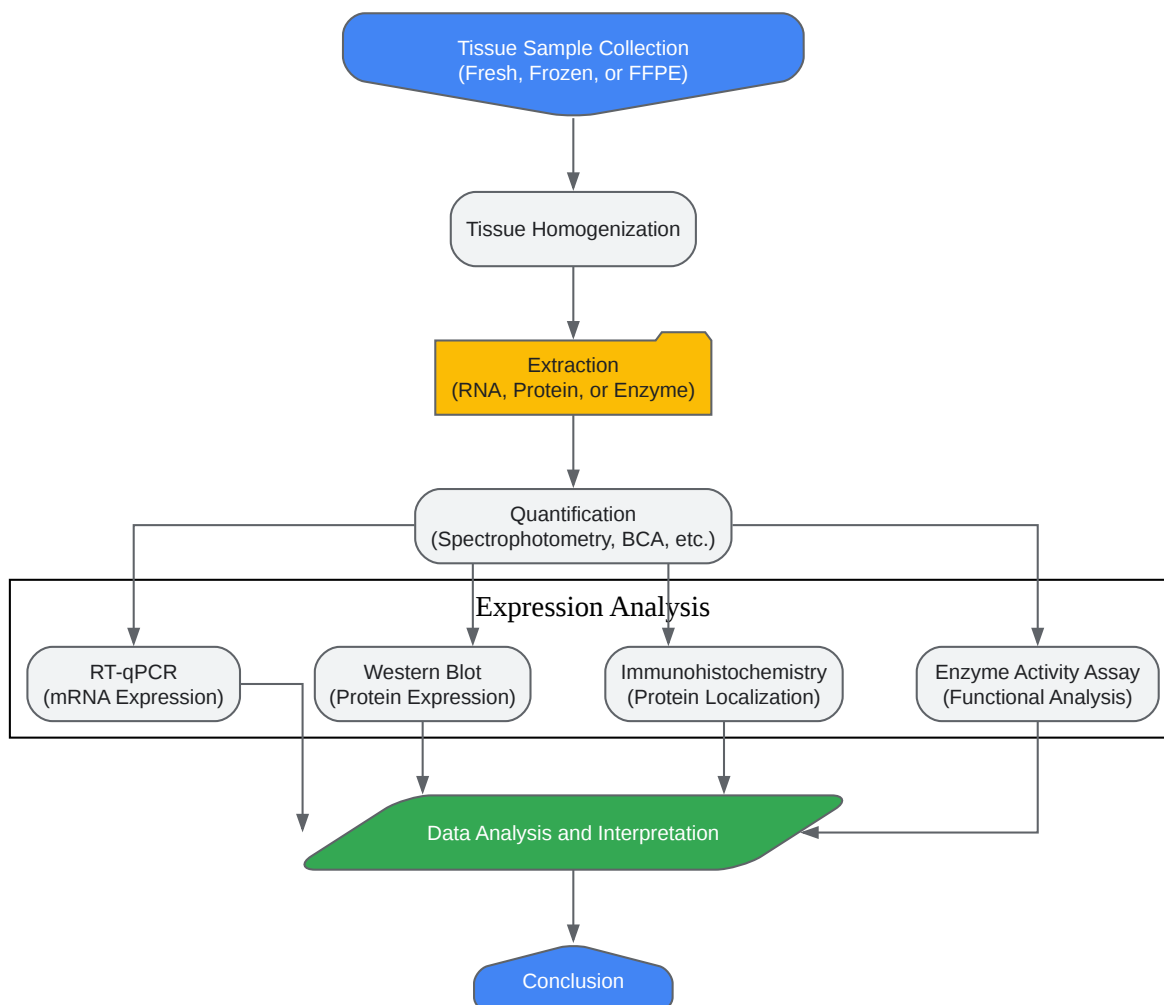 Tissue Sample Collection
(Fresh, Frozen, or FFPE)
Tissue Homogenization
Extraction
(RNA, Protein, or Enzyme)
Quantification
(Spectrophotometry, BCA, etc.)
Expression Analysis
RT-qPCR
(mRNA Expression)
Western Blot
(Protein Expression)
Immunohistochemistry
(Protein Localization)
Enzyme Activity Assay
(Functional Analysis)
Data Analysis and Interpretation
Conclusion